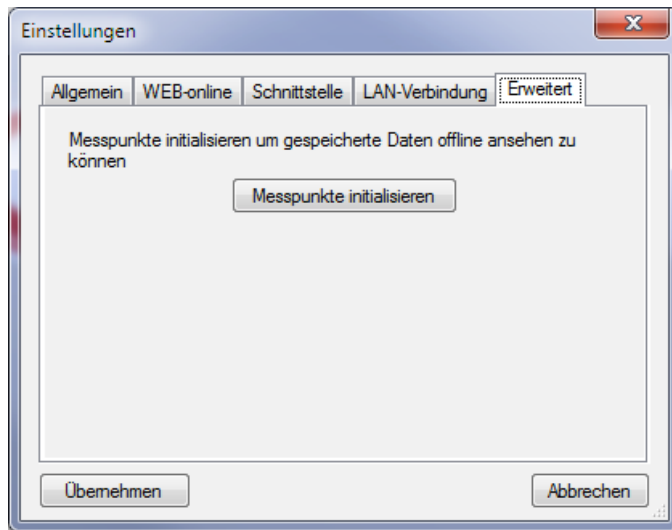 Einstellungen
Allgemein WEB-online Schnittstelle LAN-Verbindung Erweitert
Messpunkte initialisieren um gespeicherte Daten offline ansehen zu
können
Messpunkte initialisieren
Übernehmen Abbrechen